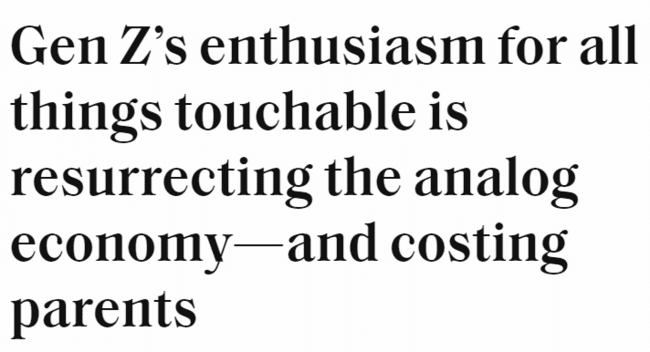 Gen Z’s enthusiasm for all
things touchable is
resurrecting the analog
economy—and costing
parents